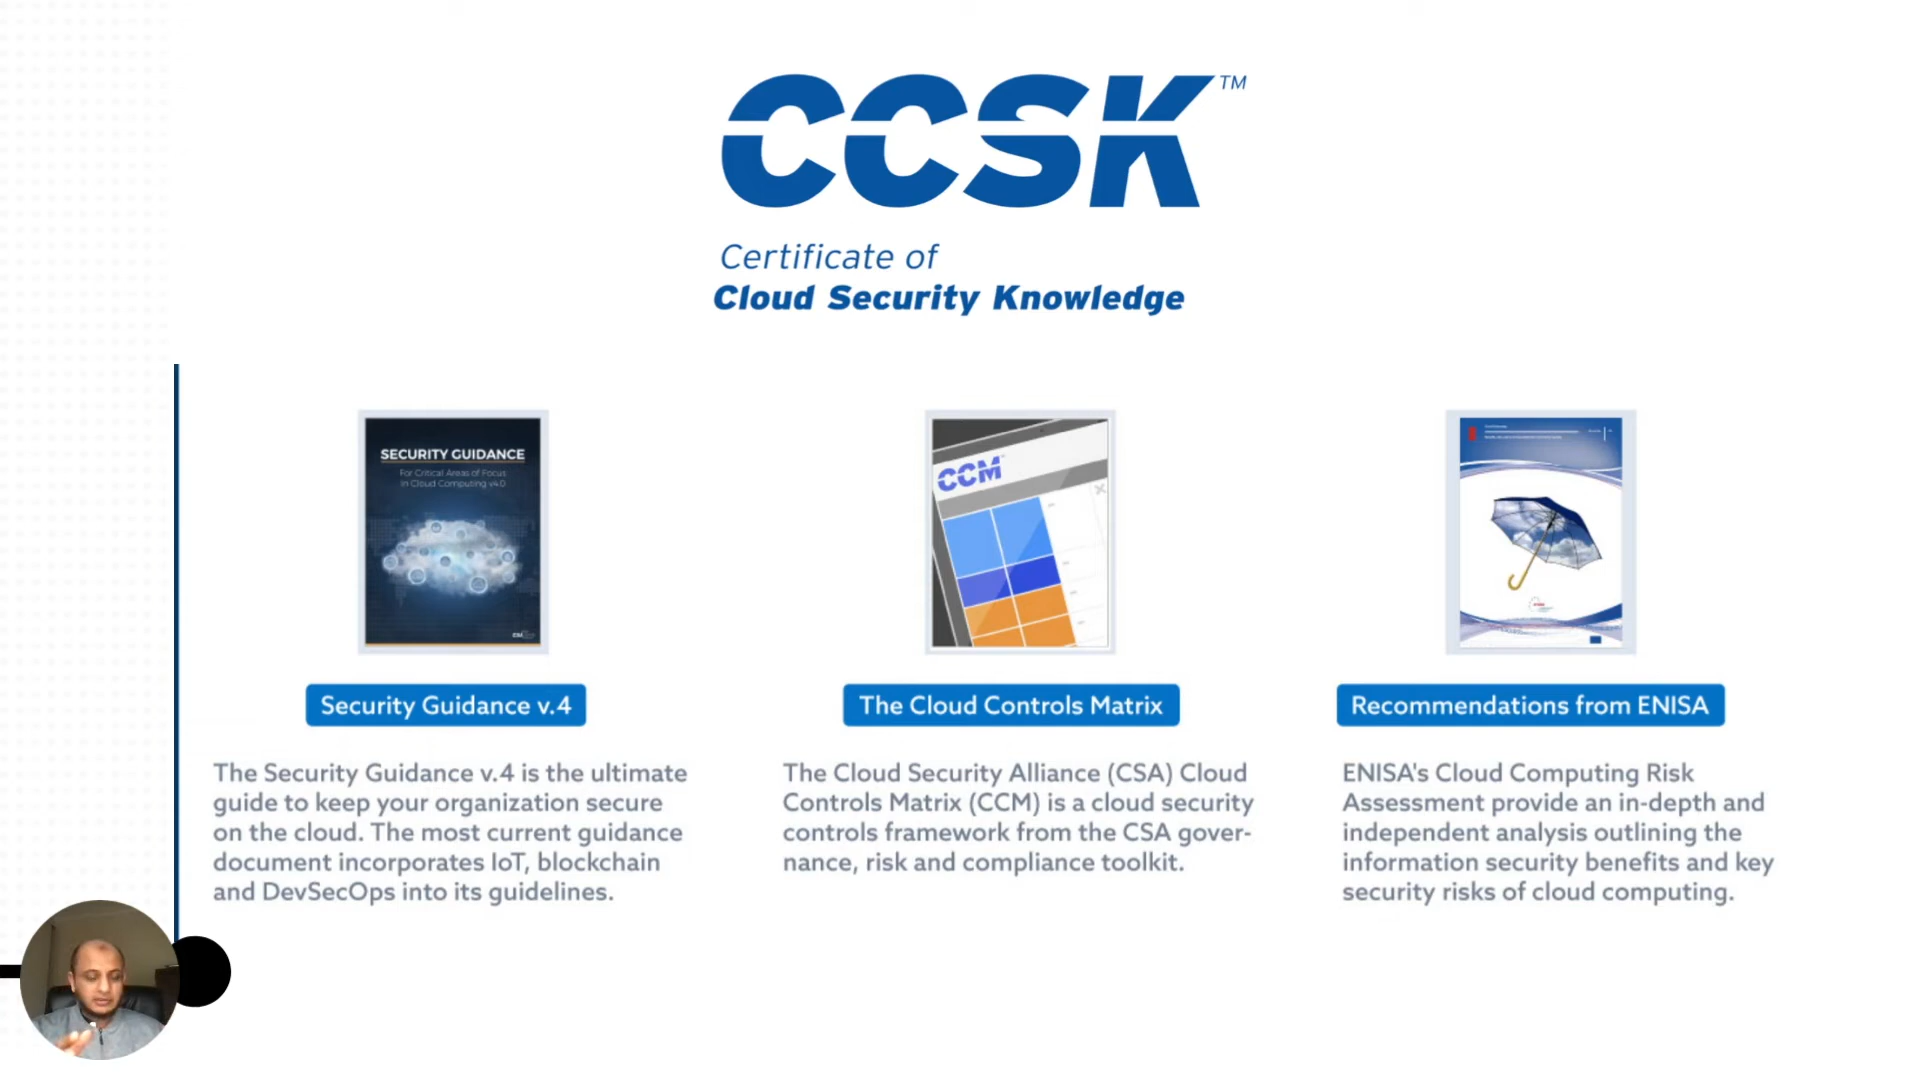 CCSK™
Certificate of
Cloud Security Knowledge
SECURITY GUIDANCE
For Critical Areas of Focus
In Cloud Computing v4.0
CCM
Security Guidance v.4
The Cloud Controls Matrix
Recommendations from ENISA
The Security Guidance v.4 is the ultimate
guide to keep your organization secure
on the cloud. The most current guidance
document incorporates IoT, blockchain
and DevSecOps into its guidelines.
The Cloud Security Alliance (CSA) Cloud
Controls Matrix (CCM) is a cloud security
controls framework from the CSA gover-
nance, risk and compliance toolkit.
ENISA's Cloud Computing Risk
Assessment provide an in-depth and
independent analysis outlining the
information security benefits and key
security risks of cloud computing.